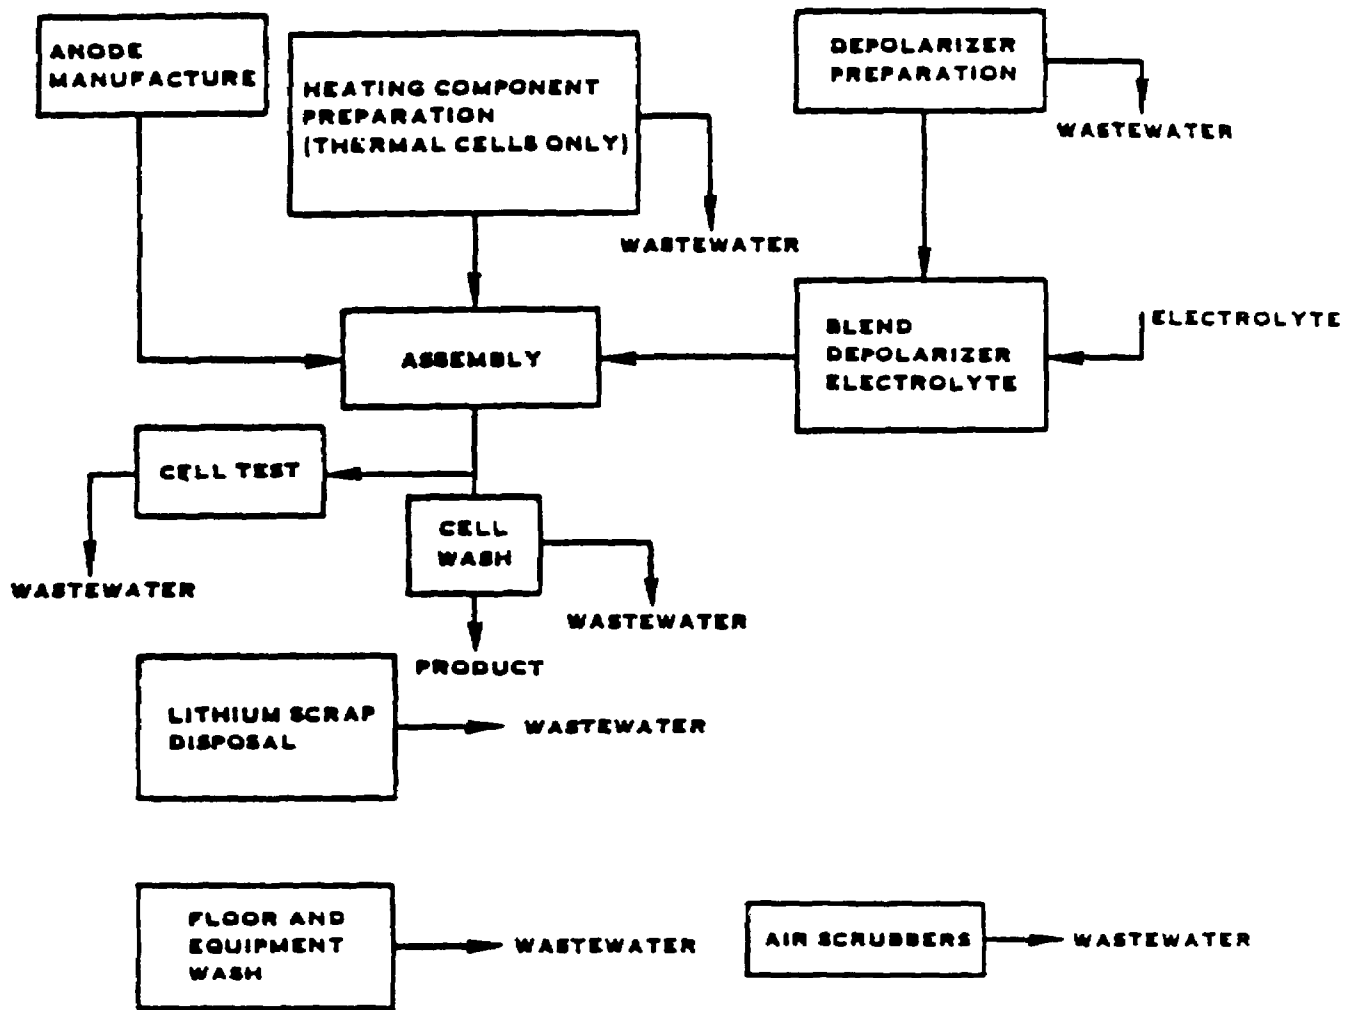 ANODE
MANUFACTURE
HEATING COMPONENT
PREPARATION
(THERMAL CELLS ONLY)
DEPOLARIZER
PREPARATION
WASTEWATER
WASTEWATER
ASSEMBLY
BLEND
DEPOLARIZER
ELECTROLYTE
ELECTROLYTE
CELL TEST
CELL
WASH
WASTEWATER
WASTEWATER
PRODUCT
LITHIUM SCRAP
DISPOSAL
WASTEWATER
FLOOR AND
EQUIPMENT
WASH
WASTEWATER
AIR SCRUBBERS
WASTEWATER